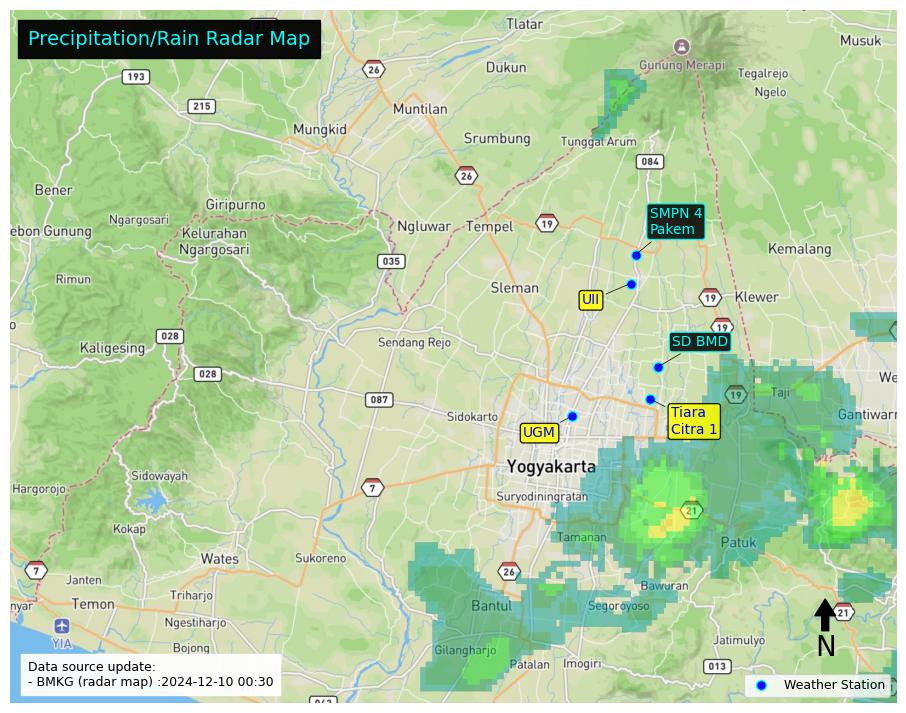 Precipitation/Rain Radar Map
Tlatar
Musuk
26
Dukun
Gunung Merapi
Tegalrejo
193
Ngelo
215
Muntilan
Mungkid
Srumbung
Tunggal Arum
084
26
Bener
Giripurno
SMPN 4
Pakem
Ngargosari
Ngluwar
Tempel
19
ebon Gunung
Kelurahan
Ngargosari
Kemalang
035
Rimun
Sleman
UII
19
Klewer
19
028
Sendang Rejo
SD BMD
Kaligesing
028
We
087
19
Taji
Sidokarto
Tiara
Citra 1
Gantiwarn
UGM
Yogyakarta
Sidowayah
Hargorojo
7
Suryodiningratan
21
Kokap
Tamanan
Patuk
Wates
Sukoreno
7
26
Janten
Bawuran
nyar
Temon
Triharjo
Bantul
Segoroyoso
21
Ngestiharjo
YIA
Bojong
Gilangharjo
Jatimulyo
N
Patalan
Imogiri
013
Data source update:
- BMKG (radar map) :2024-12-10 00:30
Weather Station